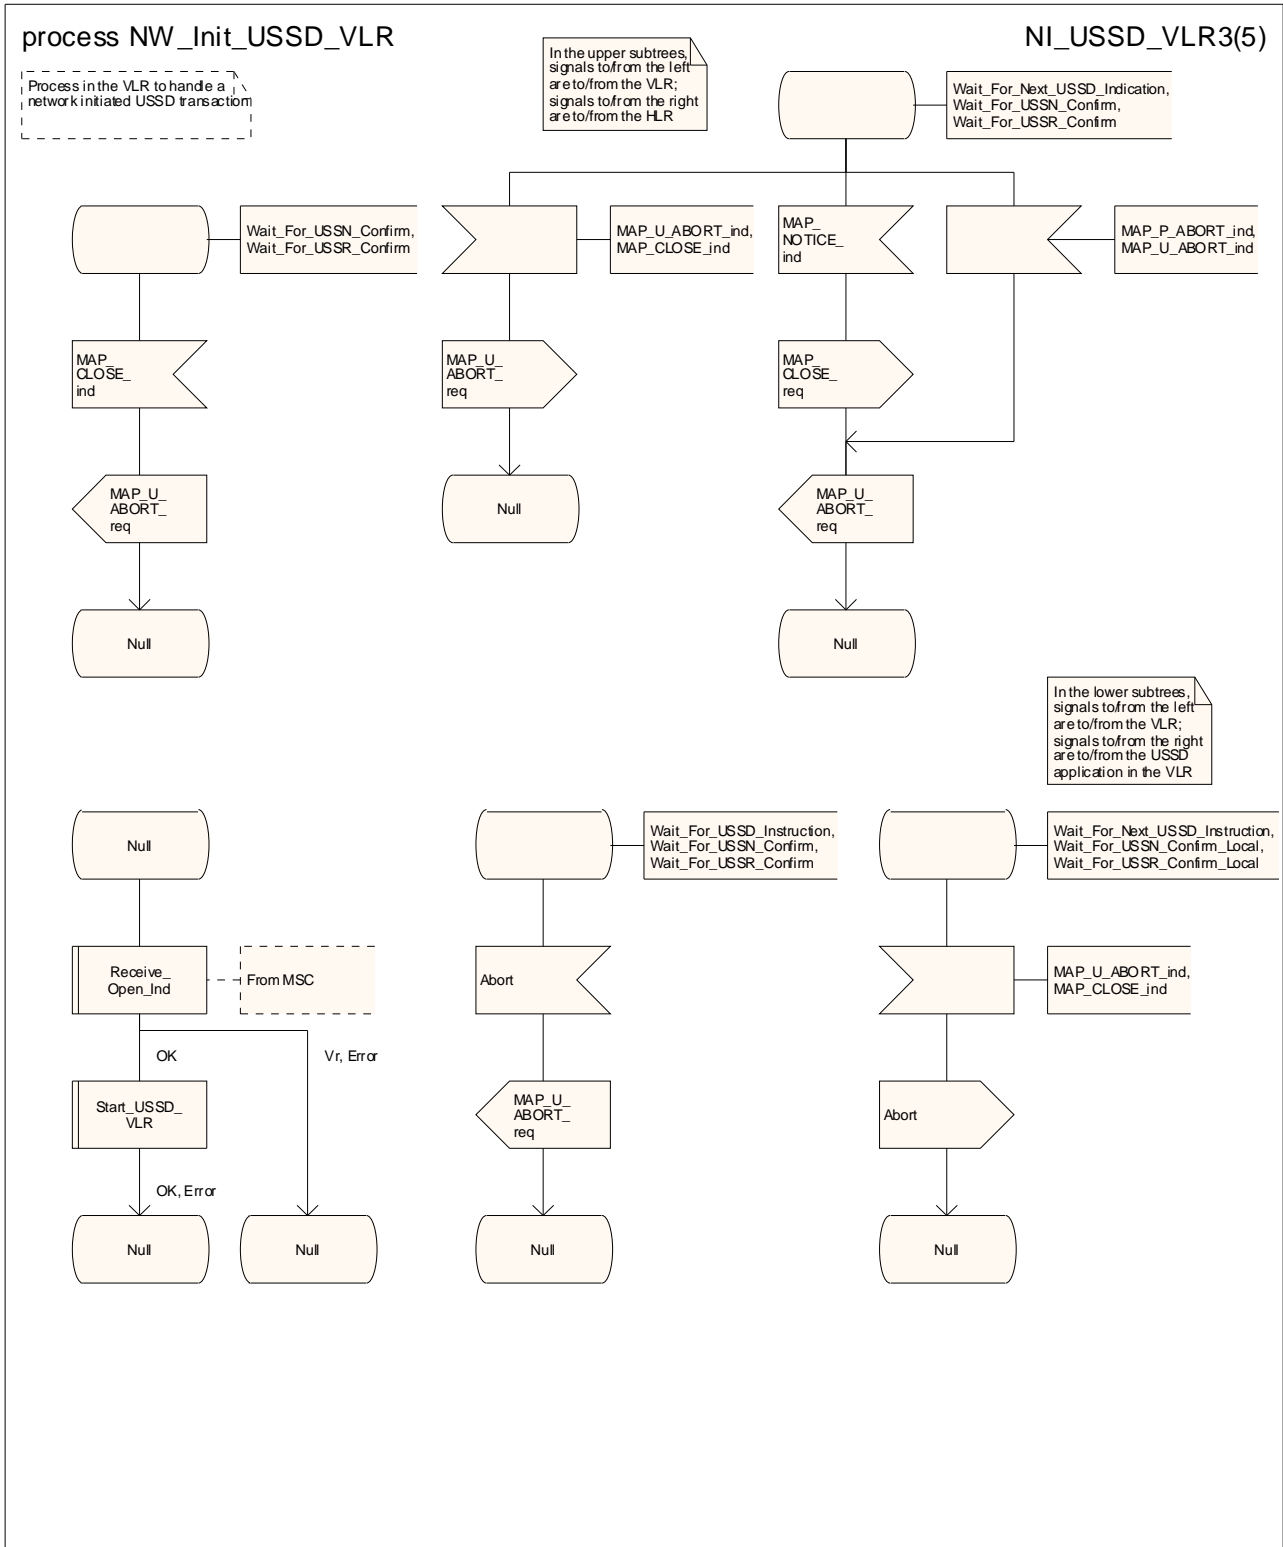 process NW_Init_USSD_VLR
NI_USSD_VLR3(5)
Process in the VLR to handle a
network initiated USSD transaction
In the upper subtrees,
signals to/from the left
are to/from the VLR;
signals to/from the right
are to/from the HLR
Wait_For_Next_USSD_Indication,
Wait_For_USSN_Confirm,
Wait_For_USSR_Confirm
Wait_For_USSN_Confirm,
Wait_For_USSR_Confirm
MAP_U_ABORT_ind,
MAP_CLOSE_ind
MAP_
NOTICE_
ind
MAP_P_ABORT_ind,
MAP_U_ABORT_ind
MAP_
CLOSE_
ind
MAP_U_
ABORT_
req
MAP_
CLOSE_
req
MAP_U_
ABORT_
req
Null
MAP_U_
ABORT_
req
Null
Null
In the lower subtrees,
signals to/from the left
are to/from the VLR;
signals to/from the right
are to/from the USSD
application in the VLR
Null
Wait_For_USSD_Instruction,
Wait_For_USSN_Confirm,
Wait_For_USSR_Confirm
Wait_For_Next_USSD_Instruction,
Wait_For_USSN_Confirm_Local,
Wait_For_USSR_Confirm_Local
Receive_
Open_Ind
From MSC
Abort
MAP_U_ABORT_ind,
MAP_CLOSE_ind
OK
Vr, Error
Start_USSD_
VLR
MAP_U_
ABORT_
req
Abort
OK, Error
Null
Null
Null
Null